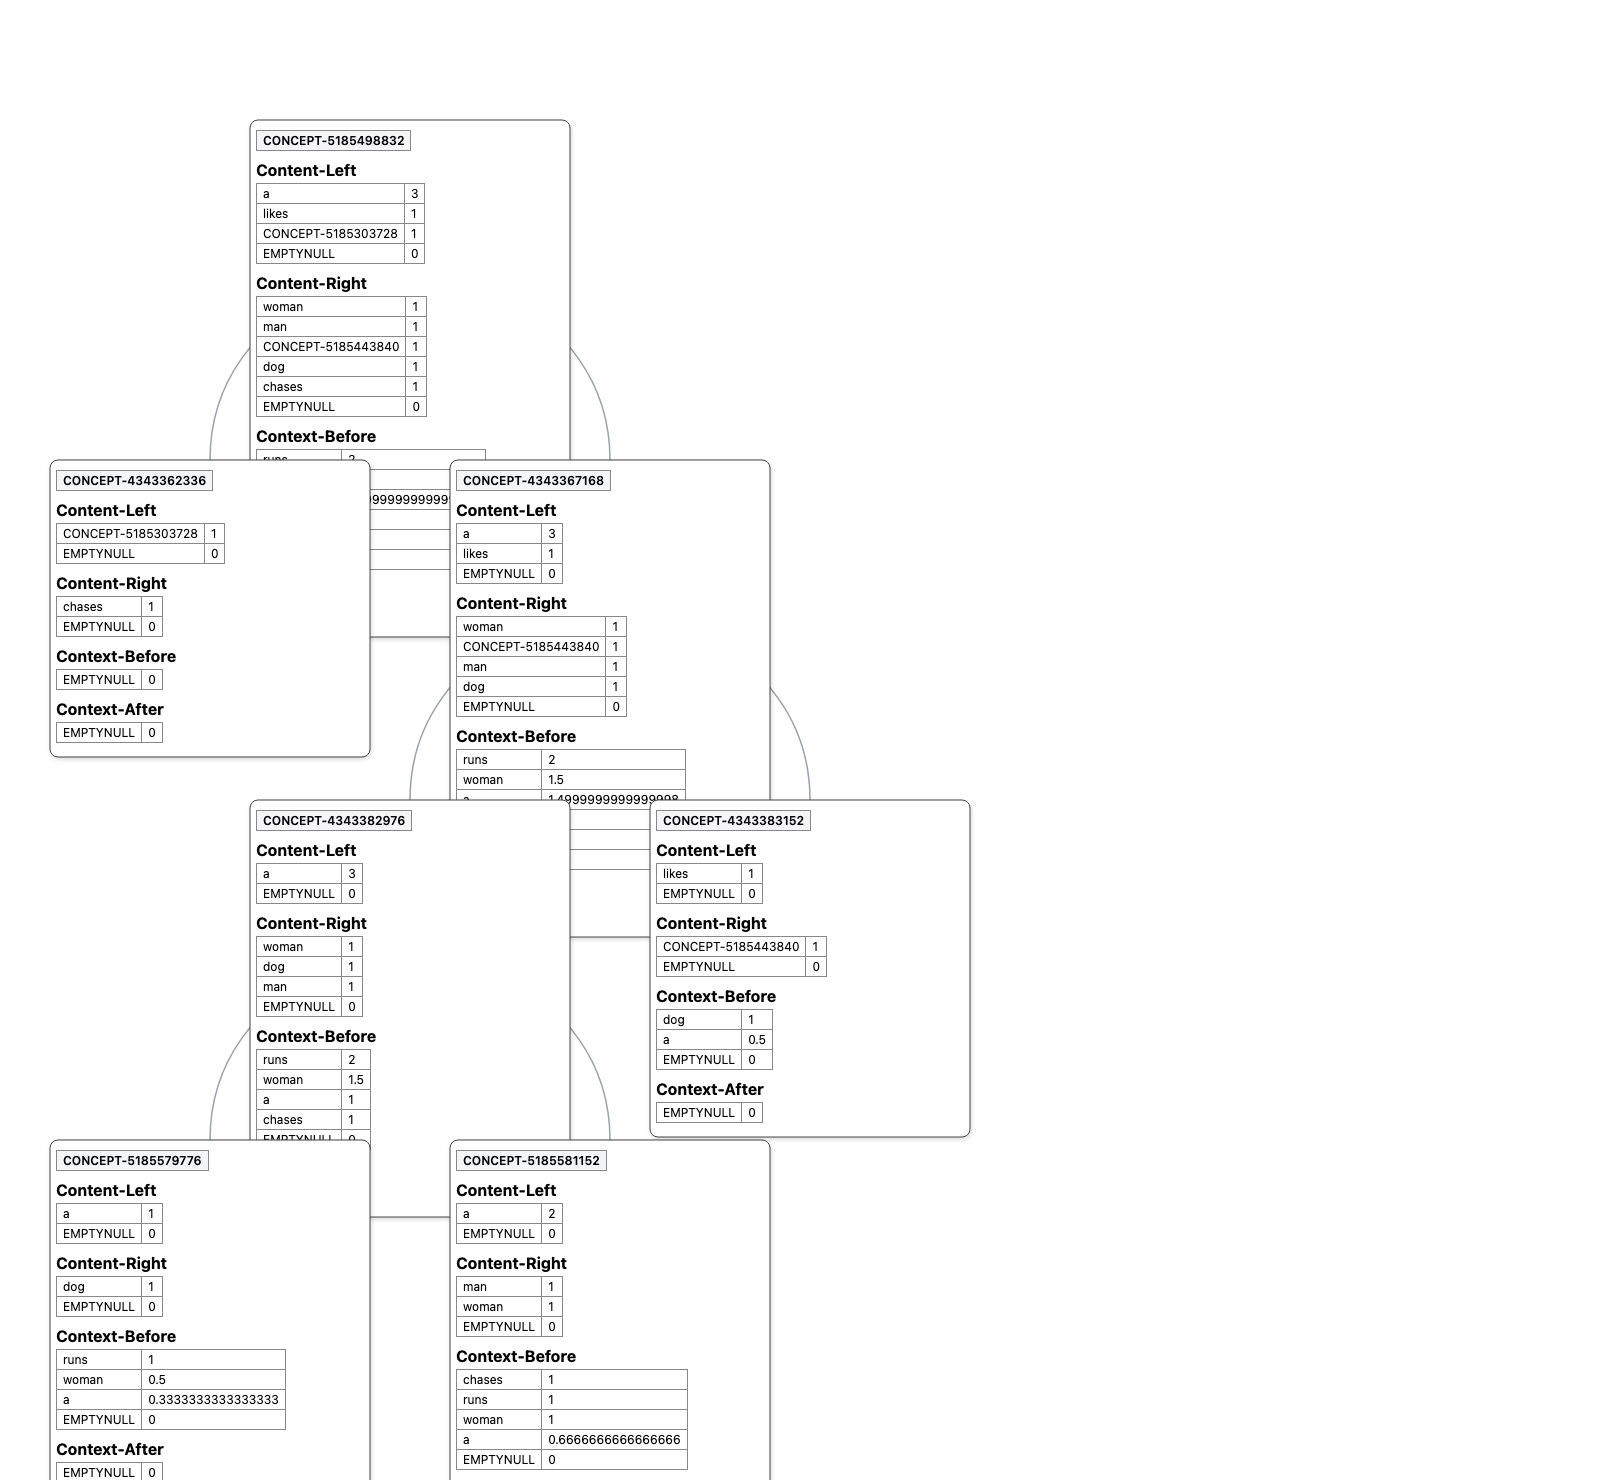 CONCEPT-5185498832
Content-Left
a 3
likes 1
CONCEPT-5185303728 1
EMPTYNULL 0
Content-Right
woman 1
man 1
CONCEPT-5185443840 1
dog 1
chases 1
EMPTYNULL 0
Context-Before
runs 2
CONCEPT-4343362336
Content-Left
CONCEPT-5185303728 1
EMPTYNULL 0
Content-Right
chases 1
EMPTYNULL 0
Context-Before
EMPTYNULL 0
Context-After
EMPTYNULL 0
CONCEPT-4343367168
Content-Left
a 3
likes 1
EMPTYNULL 0
Content-Right
woman 1
CONCEPT-5185443840 1
man 1
dog 1
EMPTYNULL 0
Context-Before
runs 2
woman 1.5
a 1.4999999999999998
CONCEPT-4343382976
Content-Left
a 3
EMPTYNULL 0
Content-Right
woman 1
dog 1
man 1
EMPTYNULL 0
Context-Before
runs 2
woman 1.5
a 1
chases 1
EMPTYNULL 0
CONCEPT-4343383152
Content-Left
likes 1
EMPTYNULL 0
Content-Right
CONCEPT-5185443840 1
EMPTYNULL 0
Context-Before
dog 1
a 0.5
EMPTYNULL 0
Context-After
EMPTYNULL 0
CONCEPT-5185579776
Content-Left
a 1
EMPTYNULL 0
Content-Right
dog 1
EMPTYNULL 0
Context-Before
runs 1
woman 0.5
a 0.3333333333333333
EMPTYNULL 0
Context-After
EMPTYNULL 0
CONCEPT-5185581152
Content-Left
a 2
EMPTYNULL 0
Content-Right
man 1
woman 1
EMPTYNULL 0
Context-Before
chases 1
runs 1
woman 1
a 0.6666666666666666
EMPTYNULL 0